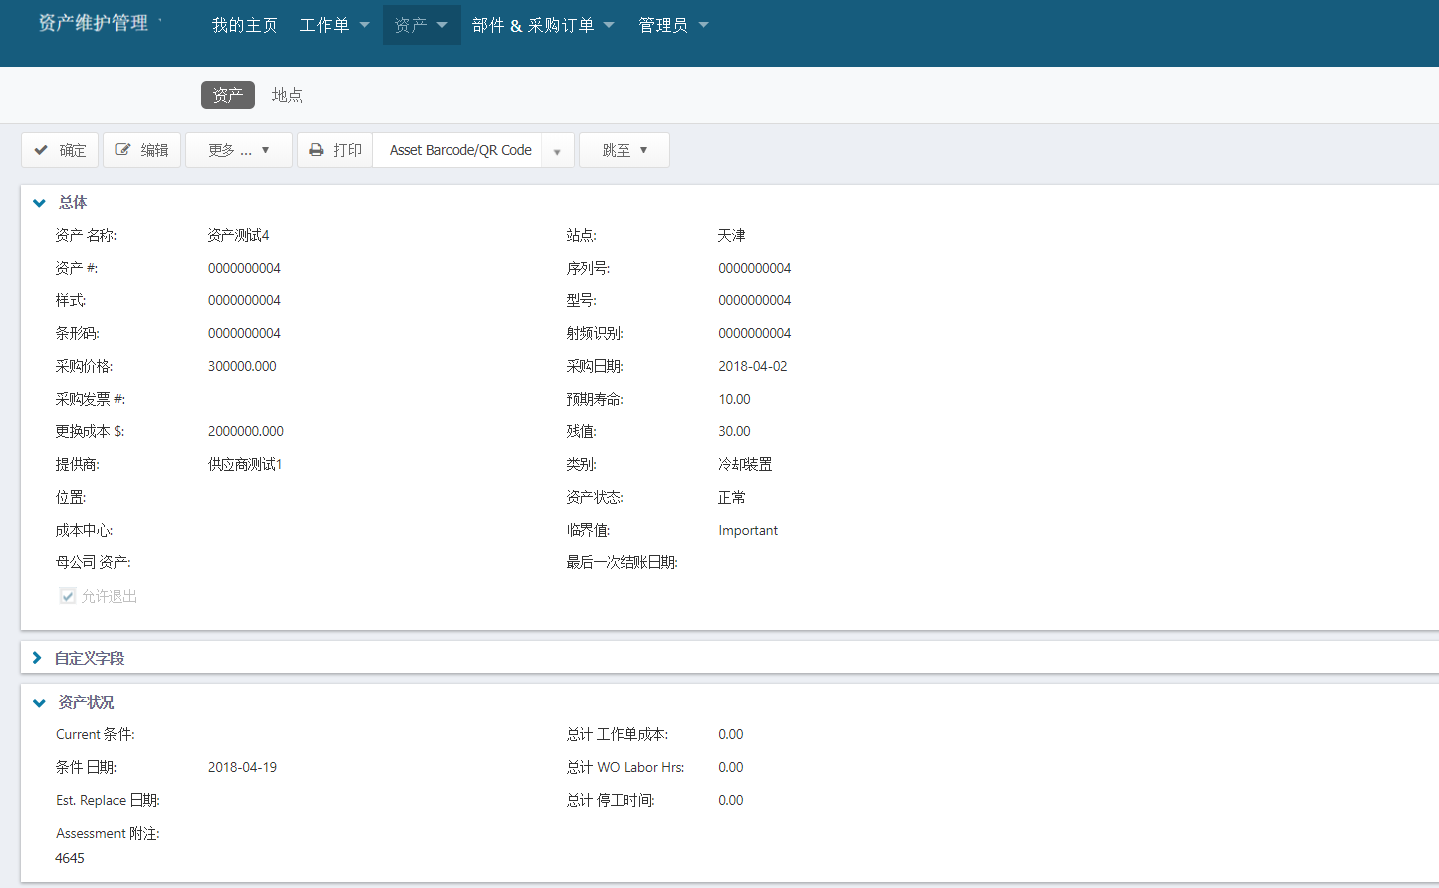 资产维护管理 我的主页 工作单 资产 部件 & 采购订单 管理员
资产 地点
确定 编辑 更多 ... 打印 Asset Barcode/QR Code 跳至
总体
资产 名称: 资产测试4 站点: 天津
资产 #: 0000000004 序列号: 0000000004
样式: 0000000004 型号: 0000000004
条形码: 0000000004 射频识别: 0000000004
采购价格: 300000.000 采购日期: 2018-04-02
采购发票 #: 预期寿命: 10.00
更换成本 $: 2000000.000 残值: 30.00
提供商: 供应商测试1 类别: 冷却装置
位置: 资产状态: 正常
成本中心: 临界值: Important
母公司 资产: 最后一次结账日期:
允许退出
自定义字段
资产状况
Current 条件: 总计 工作单成本: 0.00
条件 日期: 2018-04-19 总计 WO Labor Hrs: 0.00
Est. Replace 日期: 总计 停工时间: 0.00
Assessment 附注:
4645